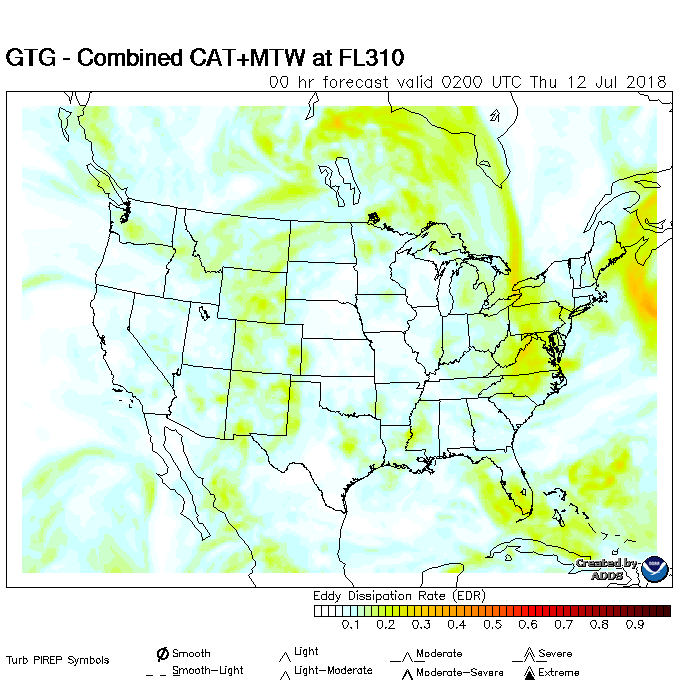 GTG - Combined CAT+MTW at FL310
00 hr forecast valid 0200 UTC Thu 12 Jul 2018
Created by
ADDS
NOAA
Eddy Dissipation Rate (EDR)
0.1 0.2 0.3 0.4 0.5 0.6 0.7 0.8 0.9
Turb PIREP Symbols
Smooth Light Moderate Severe
Smooth-Light Light-Moderate Moderate-Severe Extreme